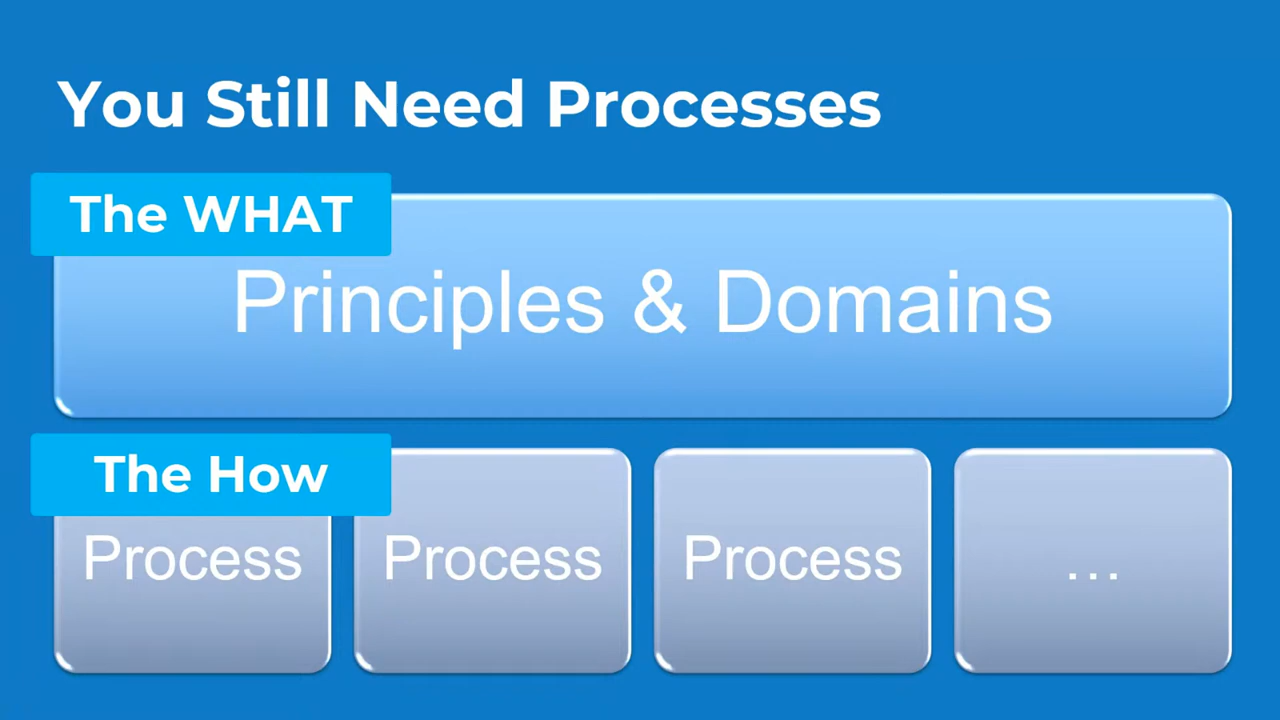 You Still Need Processes
The WHAT
Principles & Domains
The How
Process
Process
Process
...